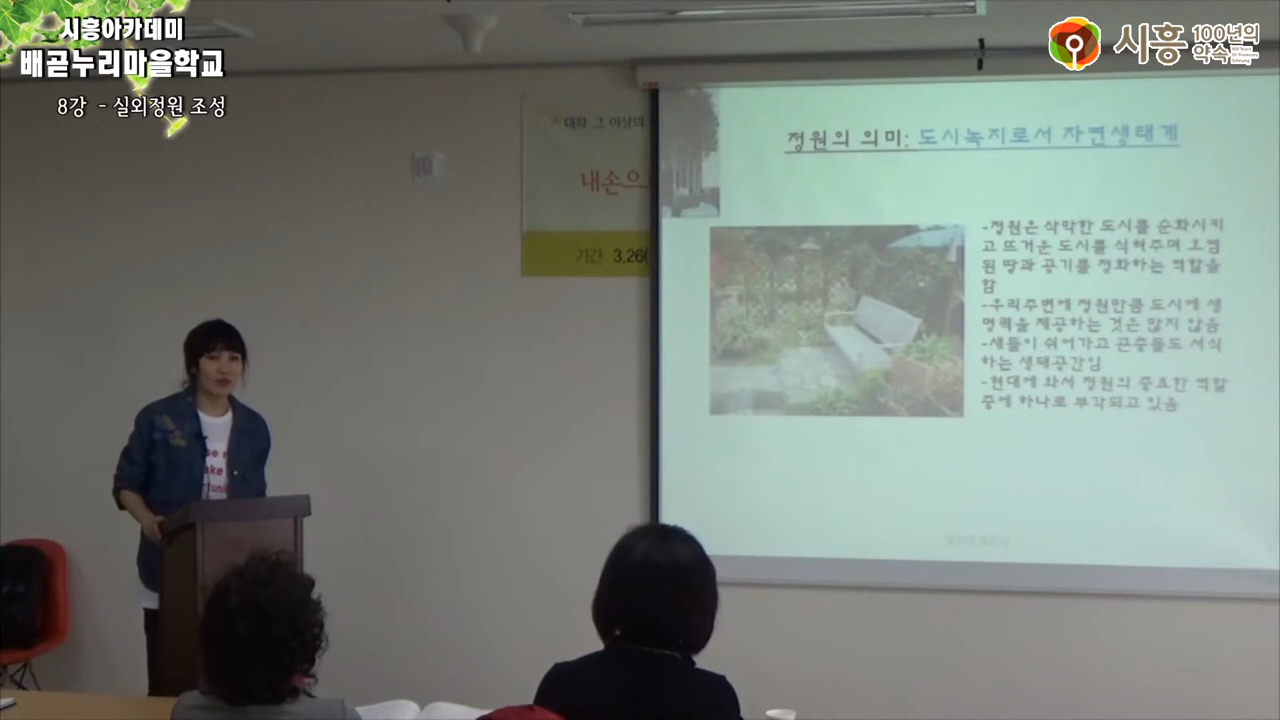 시흥아카데미
배곧누리마을학교
8강 - 실외정원 조성
시흥 100년의 약속
대학 그 이상의
내손으
기간 3.26(
정원의 의미: 도시녹지로서 자연생태계
-정원은 삭막한 도시를 순화시키
고 뜨거운 도시를 식혀주며 오염
된 땅과 공기를 정화하는 역할을
함
-우리주변에 정원만큼 도시에 생
명력을 제공하는 것은 많지 않음
-새들이 쉬어가고 곤충들도 서식
하는 생태공간임
-현대에 와서 정원의 중요한 역할
중에 하나로 부각되고 있음